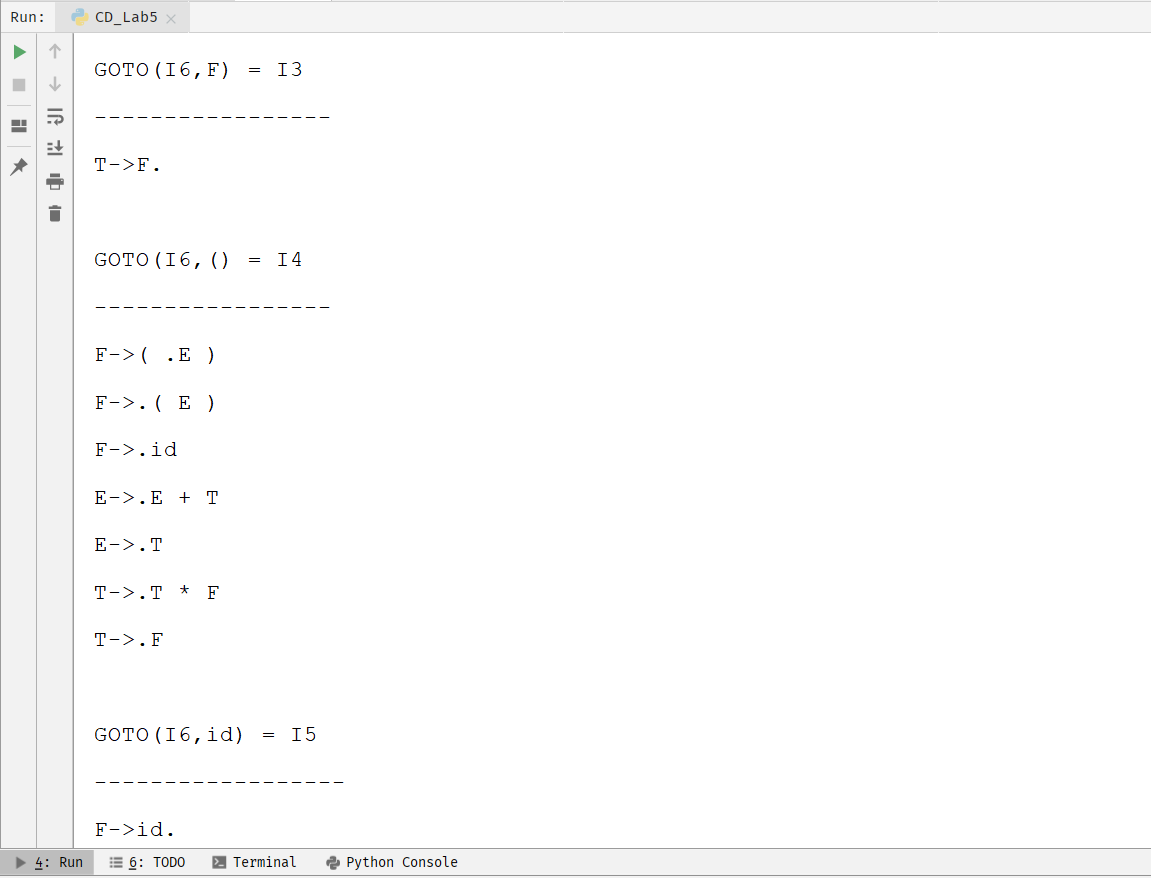 Run: CD_Lab5
GOTO(I6,F) = I3
-----------------
T->F.
GOTO(I6,() = I4
-----------------
F->( .E )
F->.( E )
F->.id
E->.E + T
E->.T
T->.T * F
T->.F
GOTO(I6,id) = I5
------------------
F->id.
4: Run 6: TODO Terminal Python Console